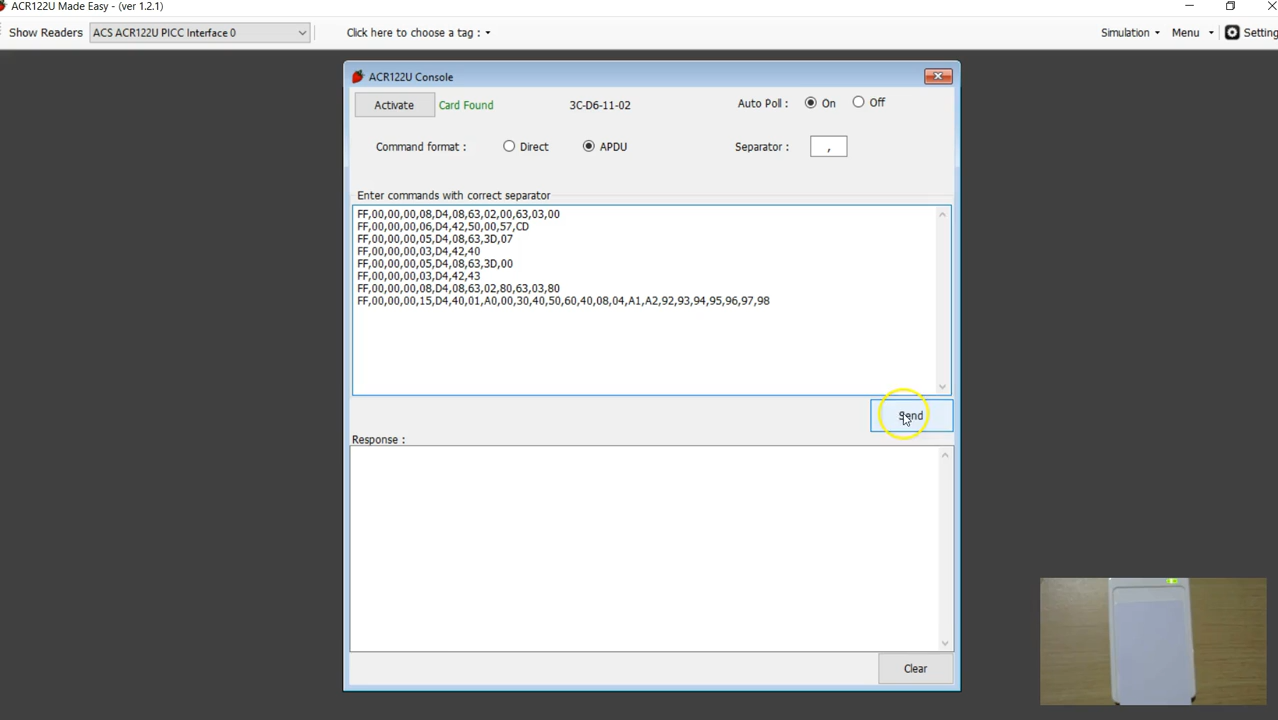 ACR122U Made Easy - (ver 1.2.1)
Show Readers ACS ACR122U PICC Interface 0 Click here to choose a tag : Simulation Menu Setting
ACR122U Console
Activate Card Found 3C-D6-11-02 Auto Poll : On Off
Command format : Direct APDU Separator : ,
Enter commands with correct separator
FF,00,00,00,08,D4,08,63,02,00,63,03,00
FF,00,00,00,06,D4,42,50,00,57,CD
FF,00,00,00,05,D4,08,63,3D,07
FF,00,00,00,03,D4,42,40
FF,00,00,00,05,D4,08,63,3D,00
FF,00,00,00,03,D4,42,43
FF,00,00,00,08,D4,08,63,02,80,63,03,80
FF,00,00,00,15,D4,40,01,A0,00,30,40,50,60,40,08,04,A1,A2,92,93,94,95,96,97,98
Send
Response :
Clear